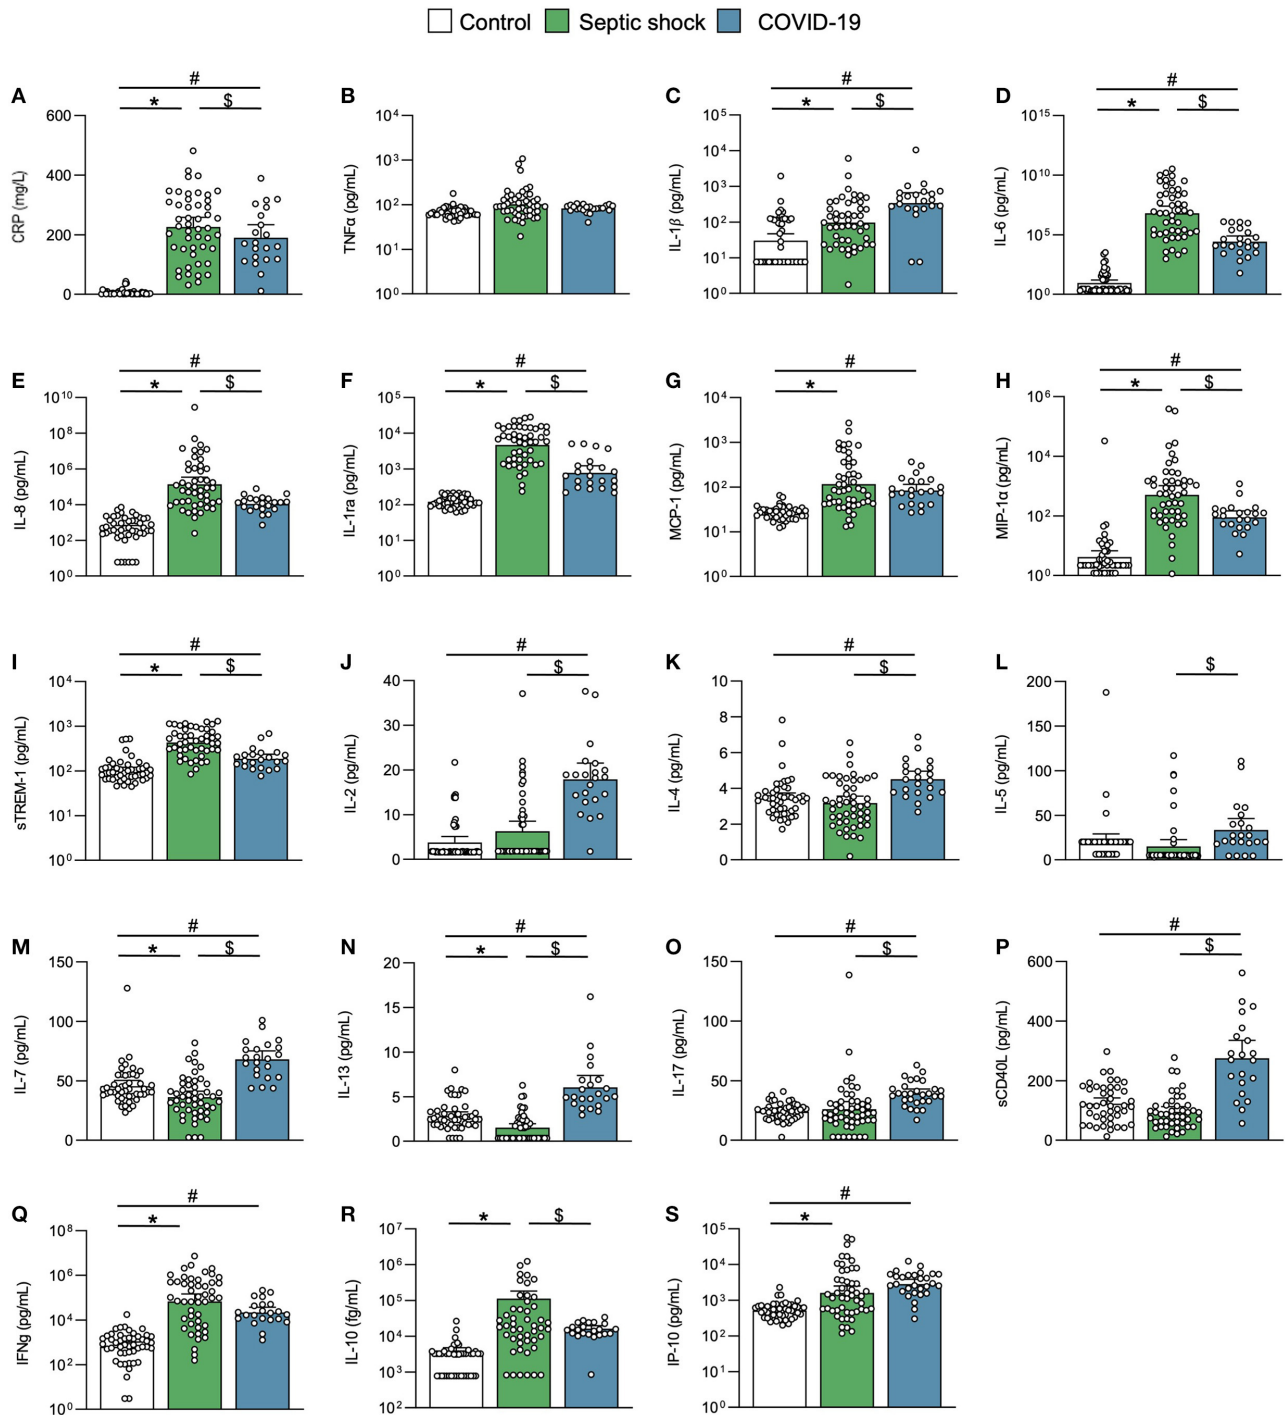 Control Septic shock COVID-19
A # * $ CRP (mg/L) 600 400 200 0
B TNFα (pg/mL) 10⁴ 10³ 10² 10¹ 10⁰
C # * $ IL-1β (pg/mL) 10⁵ 10⁴ 10³ 10² 10¹ 10⁰
D # * $ IL-6 (pg/mL) 10¹⁵ 10¹⁰ 10⁵ 10⁰
E # * $ IL-8 (pg/mL) 10¹⁰ 10⁸ 10⁶ 10⁴ 10² 10⁰
F # * $ IL-1ra (pg/mL) 10⁵ 10⁴ 10³ 10² 10¹ 10⁰
G # * MCP-1 (pg/mL) 10⁴ 10³ 10² 10¹ 10⁰
H # * $ MIP-1α (pg/mL) 10⁶ 10⁴ 10² 10⁰
I # * $ sTREM-1 (pg/mL) 10⁴ 10³ 10² 10¹ 10⁰
J # $ IL-2 (pg/mL) 40 30 20 10 0
K # $ IL-4 (pg/mL) 10 8 6 4 2 0
L $ IL-5 (pg/mL) 200 150 100 50 0
M # * $ IL-7 (pg/mL) 150 100 50 0
N # * $ IL-13 (pg/mL) 20 15 10 5 0
O # $ IL-17 (pg/mL) 150 100 50 0
P # $ sCD40L (pg/mL) 600 400 200 0
Q # * IFNg (pg/mL) 10⁸ 10⁶ 10⁴ 10² 10⁰
R * $ IL-10 (fg/mL) 10⁷ 10⁶ 10⁵ 10⁴ 10³ 10²
S # * IP-10 (pg/mL) 10⁵ 10⁴ 10³ 10² 10¹ 10⁰